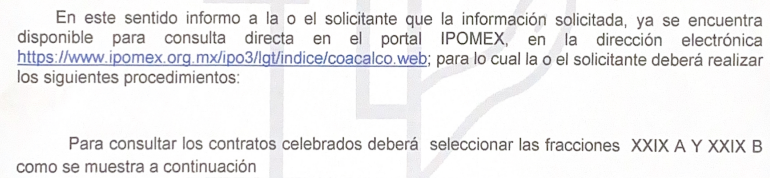 En este sentido informo a la o el solicitante que la información solicitada, ya se encuentra
disponible para consulta directa en el portal IPOMEX, en la dirección electrónica
https://www.ipomex.org.mx/ipo3/lgt/indice/coacalco.web; para lo cual la o el solicitante deberá realizar
los siguientes procedimientos:
Para consultar los contratos celebrados deberá seleccionar las fracciones XXIX A Y XXIX B
como se muestra a continuación